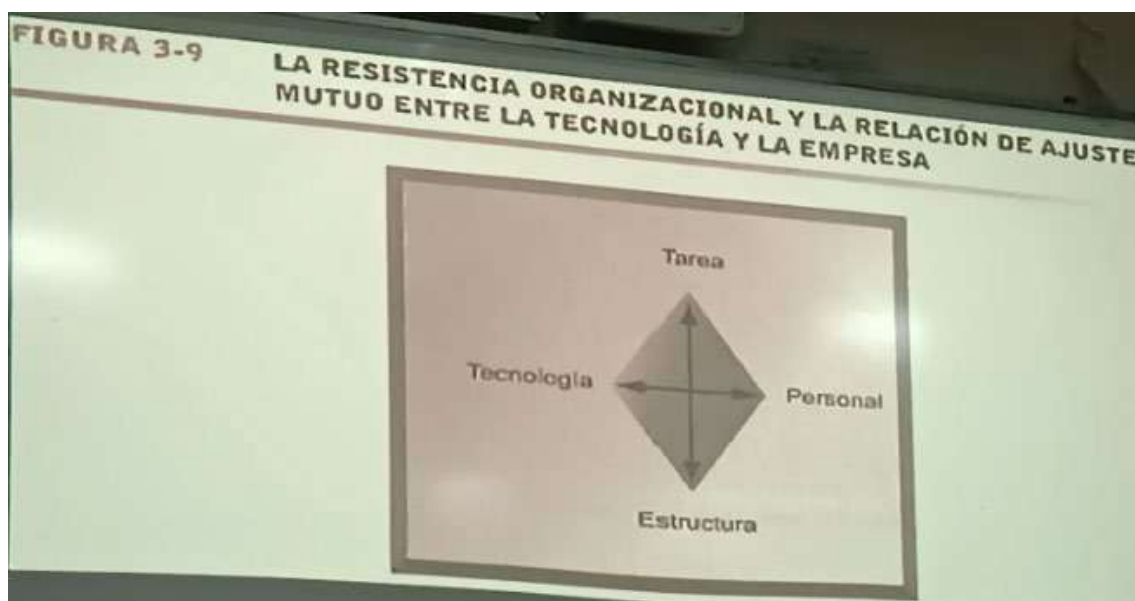 FIGURA 3-9
LA RESISTENCIA ORGANIZACIONAL Y LA RELACIÓN DE AJUSTE
MUTUO ENTRE LA TECNOLOGÍA Y LA EMPRESA
Tarea
Tecnología
Personal
Estructura